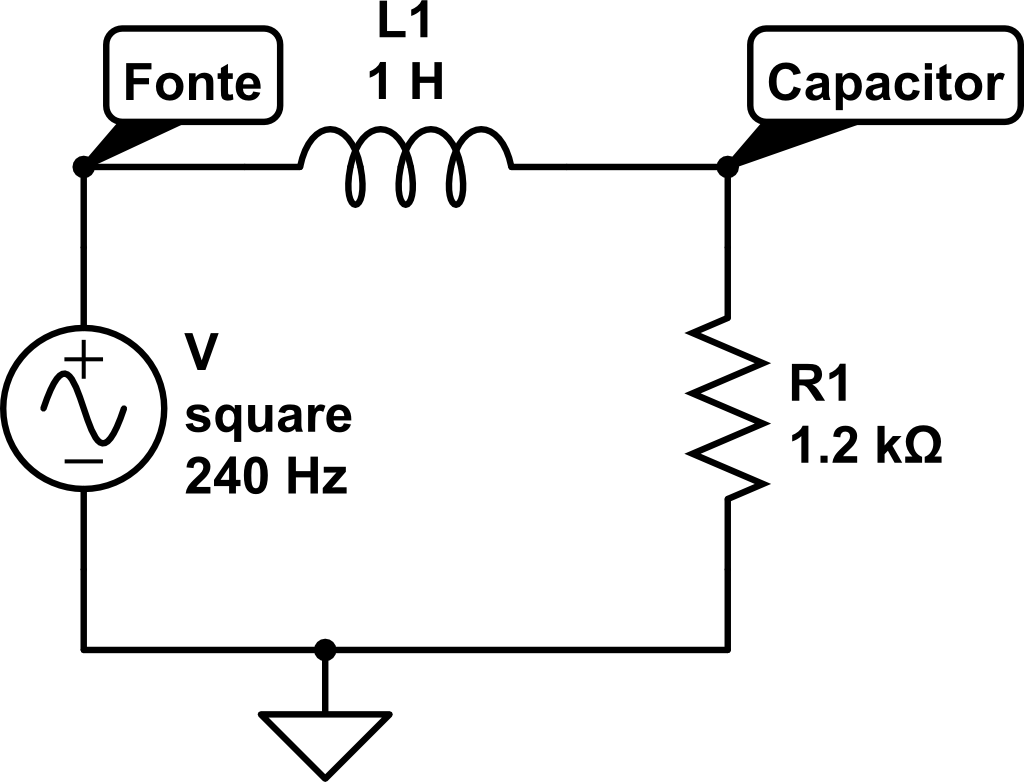 L1
1 H
Fonte
Capacitor
V
square
240 Hz
R1
1.2 kΩ